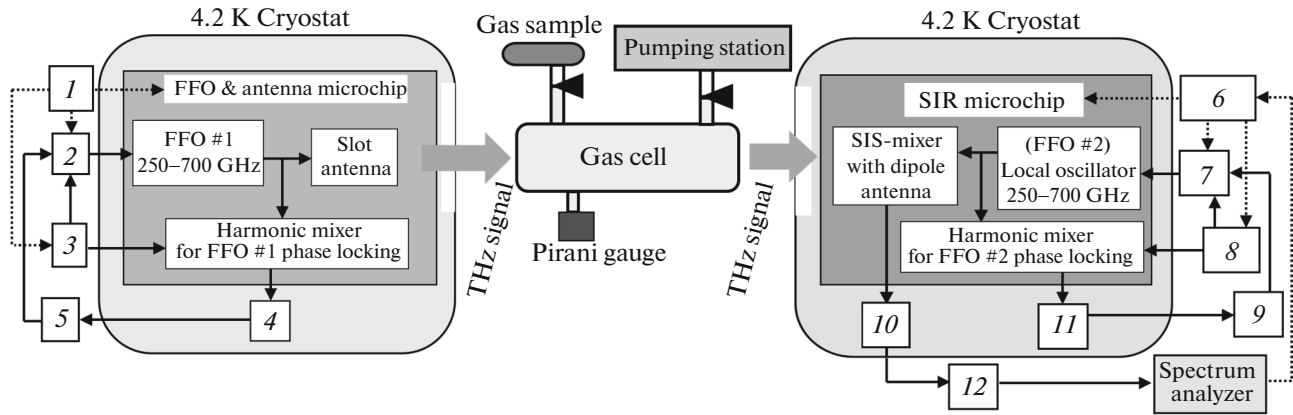 4.2 K Cryostat
1
2
3
4
5
FFO & antenna microchip
FFO #1
250–700 GHz
Slot
antenna
Harmonic mixer
for FFO #1 phase locking
THz signal
Gas sample
Pumping station
Gas cell
Pirani gauge
THz signal
4.2 K Cryostat
SIR microchip
SIS-mixer
with dipole
antenna
(FFO #2)
Local oscillator
250–700 GHz
Harmonic mixer
for FFO #2 phase locking
6
7
8
9
10
11
12
Spectrum
analyzer